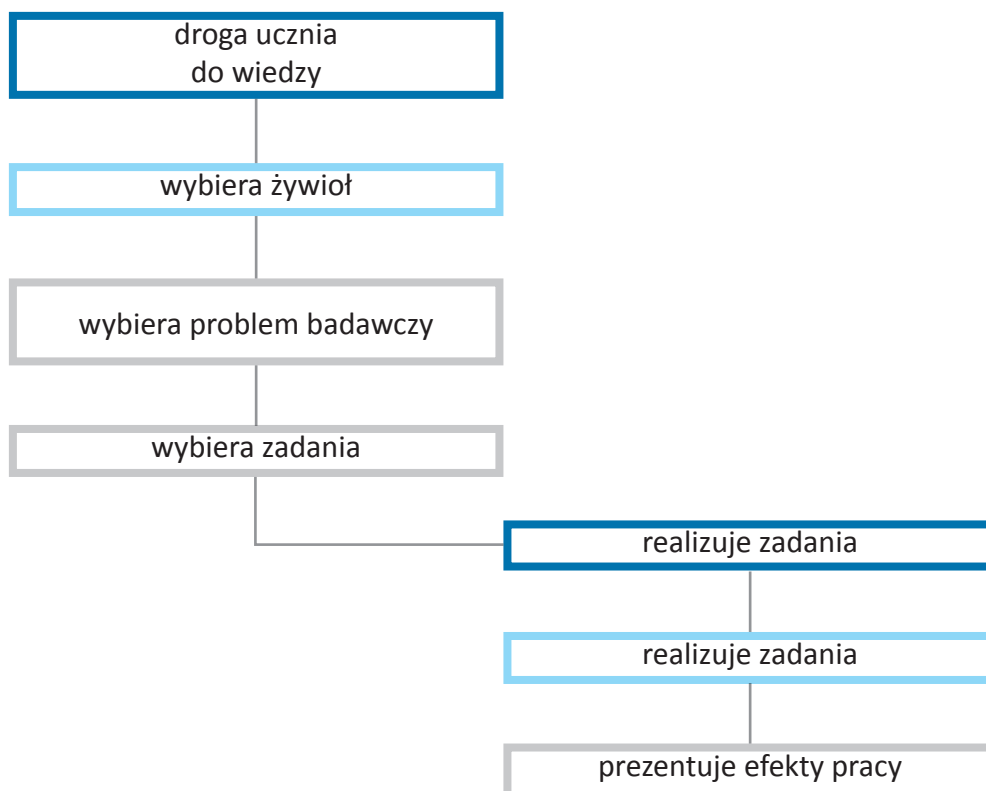 droga ucznia
do wiedzy
wybiera żywioł
wybiera problem badawczy
wybiera zadania
realizuje zadania
realizuje zadania
prezentuje efekty pracy